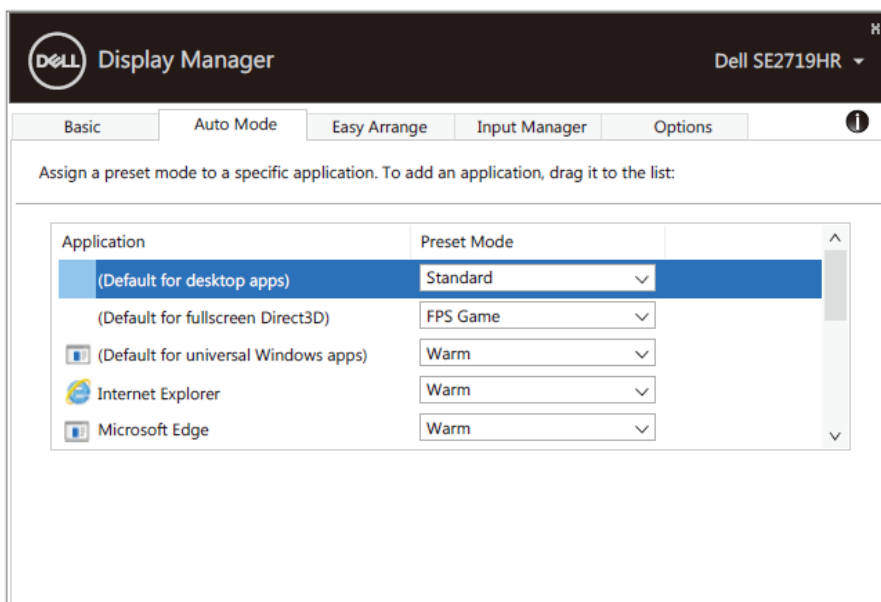 DELL Display Manager
Dell SE2719HR
Basic Auto Mode Easy Arrange Input Manager Options
Assign a preset mode to a specific application. To add an application, drag it to the list:
Application Preset Mode
(Default for desktop apps) Standard
(Default for fullscreen Direct3D) FPS Game
(Default for universal Windows apps) Warm
Internet Explorer Warm
Microsoft Edge Warm